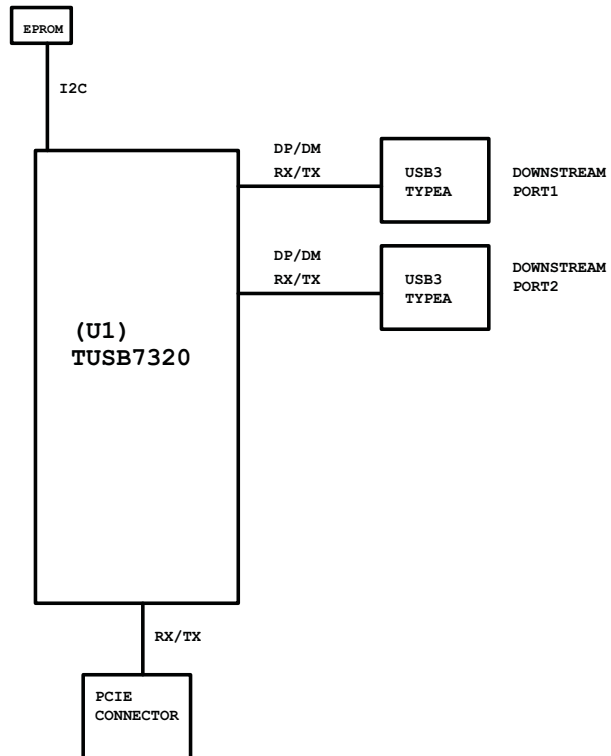 EPROM
I2C
DP/DM
RX/TX
USB3
TYPEA
DOWNSTREAM
PORT1
DP/DM
RX/TX
USB3
TYPEA
DOWNSTREAM
PORT2
(U1)
TUSB7320
RX/TX
PCIE
CONNECTOR